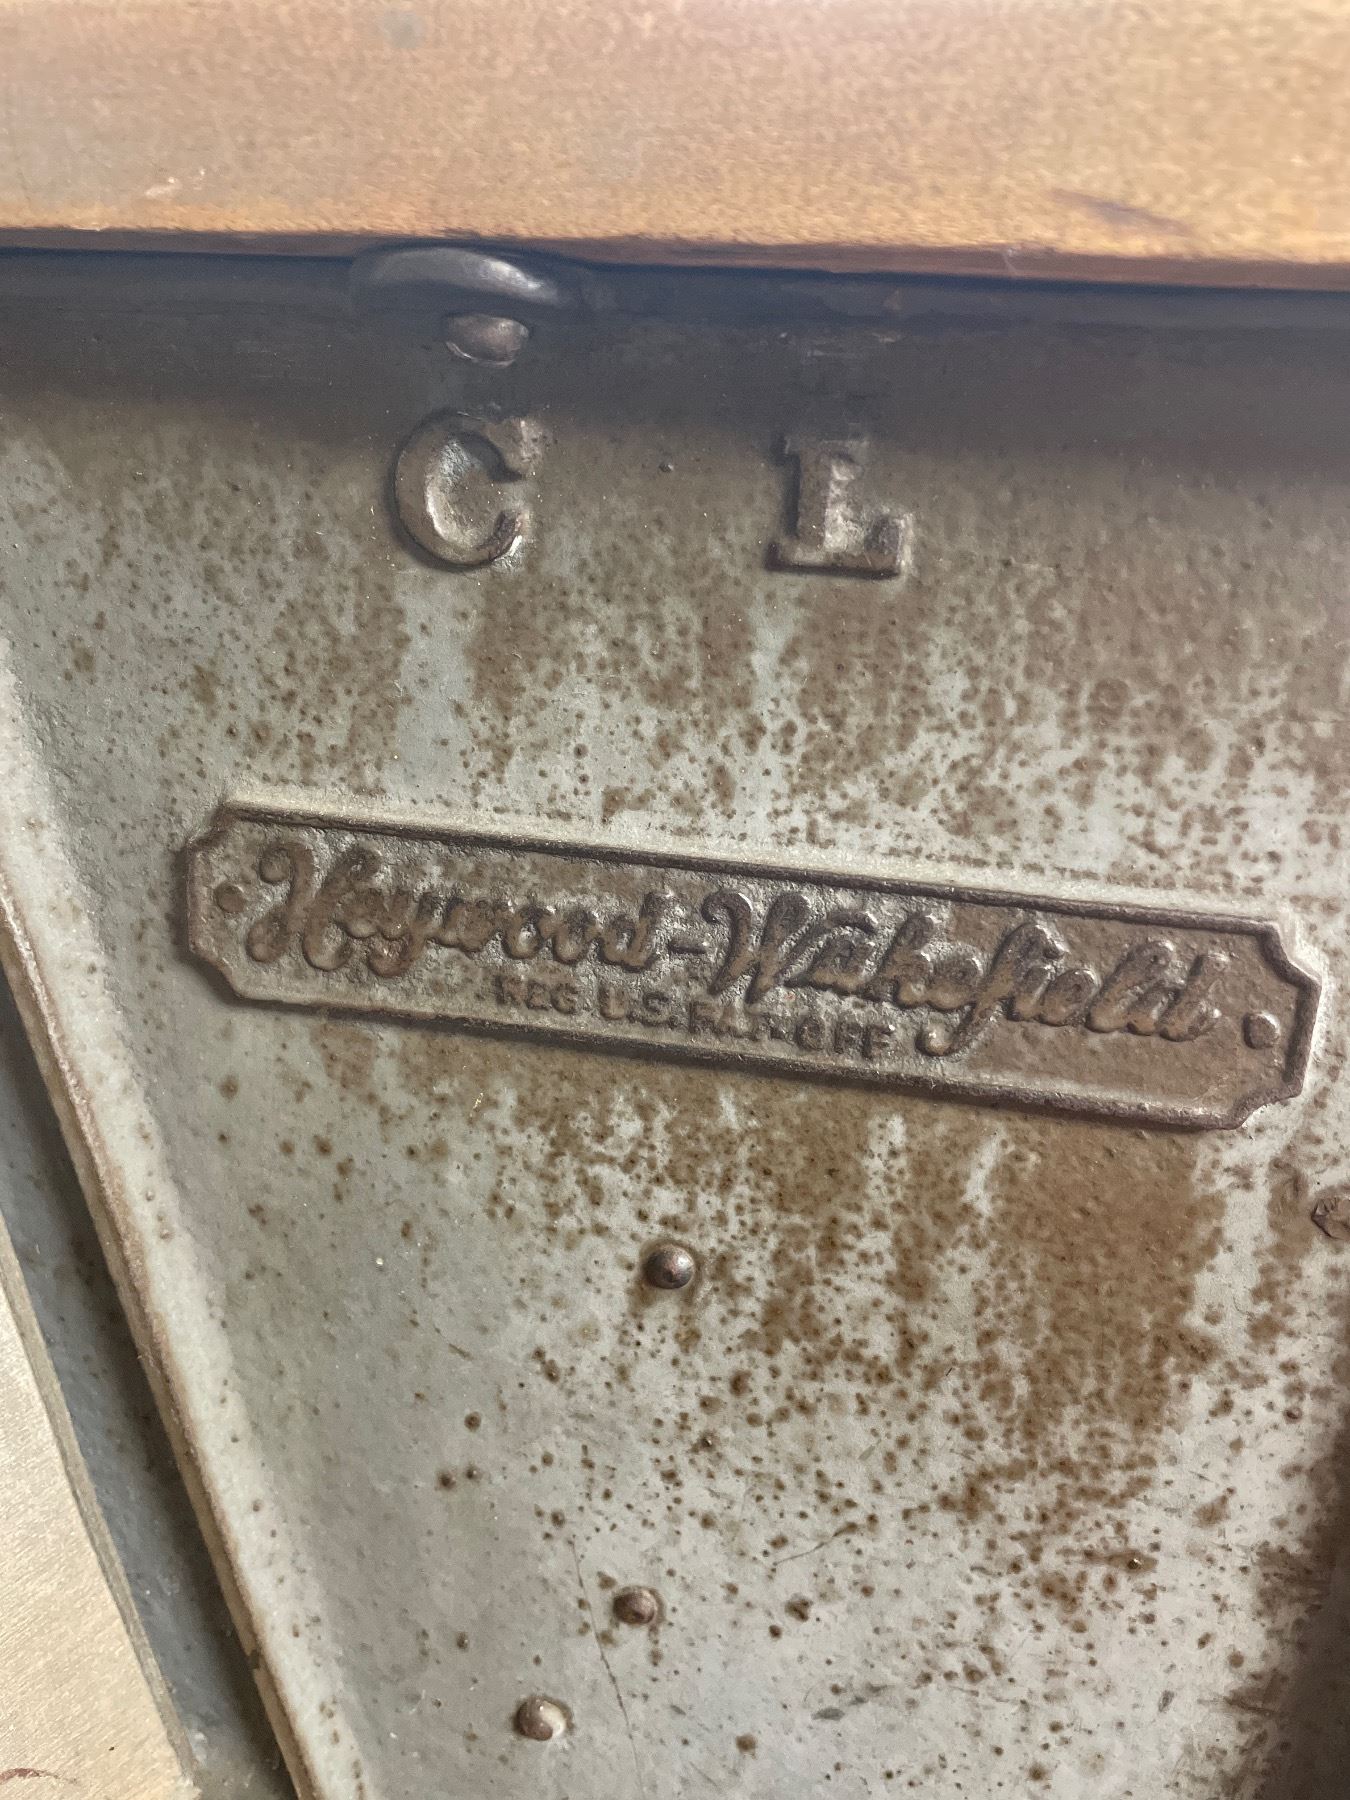 C L
Heywood-Wakefield
REG. U.S. PAT. OFF.